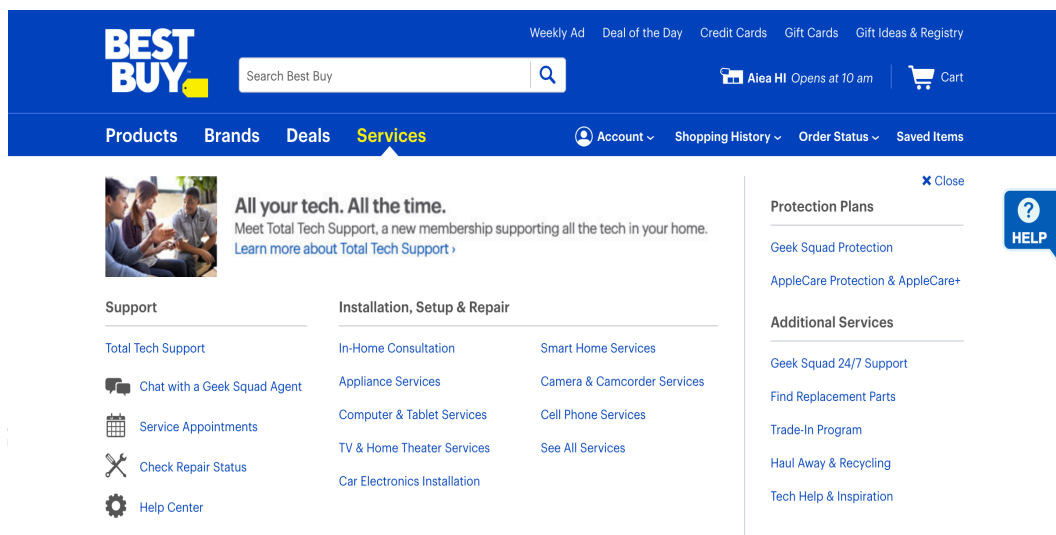 Weekly Ad Deal of the Day Credit Cards Gift Cards Gift Ideas & Registry
BEST
BUY™
Search Best Buy
Aiea HI Opens at 10 am
Cart
Products Brands Deals Services
Account Shopping History Order Status Saved Items
Close
All your tech. All the time.
Meet Total Tech Support, a new membership supporting all the tech in your home.
Learn more about Total Tech Support ›
Support
Total Tech Support
Chat with a Geek Squad Agent
Service Appointments
Check Repair Status
Help Center
Installation, Setup & Repair
In-Home Consultation
Appliance Services
Computer & Tablet Services
TV & Home Theater Services
Car Electronics Installation
Smart Home Services
Camera & Camcorder Services
Cell Phone Services
See All Services
Protection Plans
Geek Squad Protection
AppleCare Protection & AppleCare+
Additional Services
Geek Squad 24/7 Support
Find Replacement Parts
Trade-In Program
Haul Away & Recycling
Tech Help & Inspiration
?
HELP